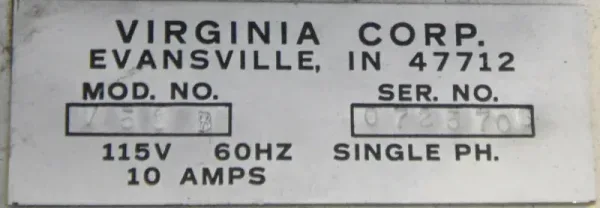 VIRGINIA CORP.
EVANSVILLE, IN 47712
MOD. NO. SER. NO.
115V 60HZ SINGLE PH.
10 AMPS